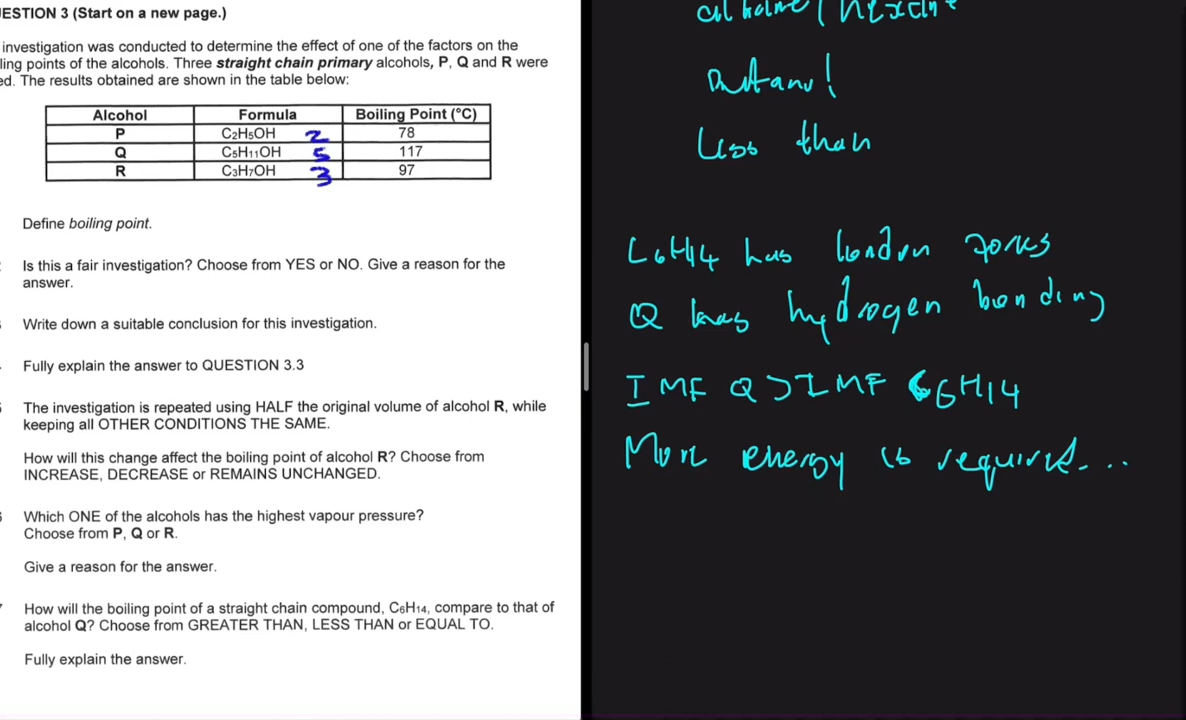 ESTION 3 (Start on a new page.)
investigation was conducted to determine the effect of one of the factors on the
ling points of the alcohols. Three straight chain primary alcohols, P, Q and R were
ed. The results obtained are shown in the table below:
Alcohol Formula Boiling Point (°C)
P C2H5OH 2 78
Q C5H11OH 5 117
R C3H7OH 3 97
Define boiling point.
Is this a fair investigation? Choose from YES or NO. Give a reason for the
answer.
Write down a suitable conclusion for this investigation.
Fully explain the answer to QUESTION 3.3
The investigation is repeated using HALF the original volume of alcohol R, while
keeping all OTHER CONDITIONS THE SAME.
How will this change affect the boiling point of alcohol R? Choose from
INCREASE, DECREASE or REMAINS UNCHANGED.
Which ONE of the alcohols has the highest vapour pressure?
Choose from P, Q or R.
Give a reason for the answer.
How will the boiling point of a straight chain compound, C6H14, compare to that of
alcohol Q? Choose from GREATER THAN, LESS THAN or EQUAL TO.
Fully explain the answer.
Less than
C6H14 has london forces
Q has hydrogen bonding
IMF Q > IMF C6H14
More energy is required...